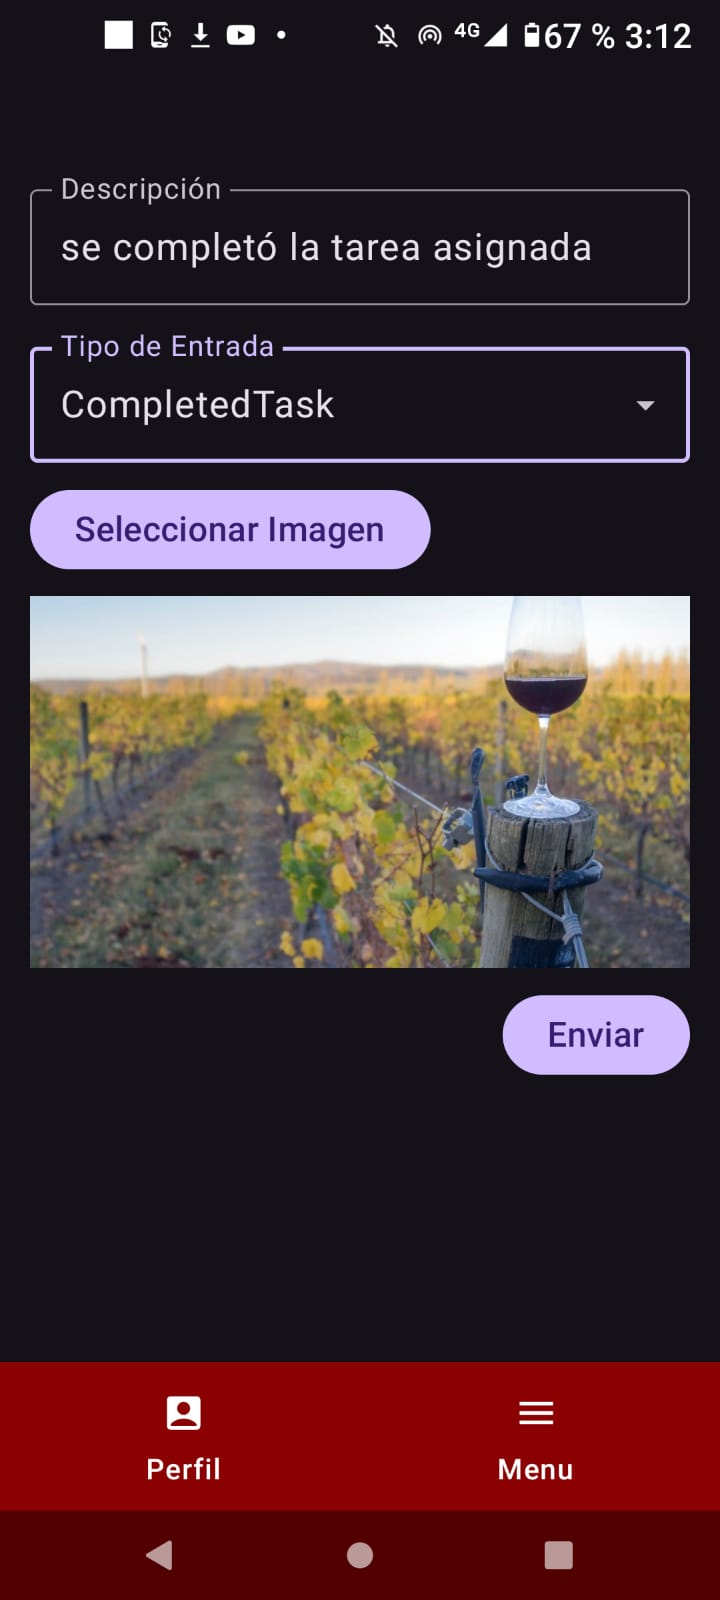 4G 67 % 3:12
Descripción
se completó la tarea asignada
Tipo de Entrada
CompletedTask
Seleccionar Imagen
Enviar
Perfil Menu